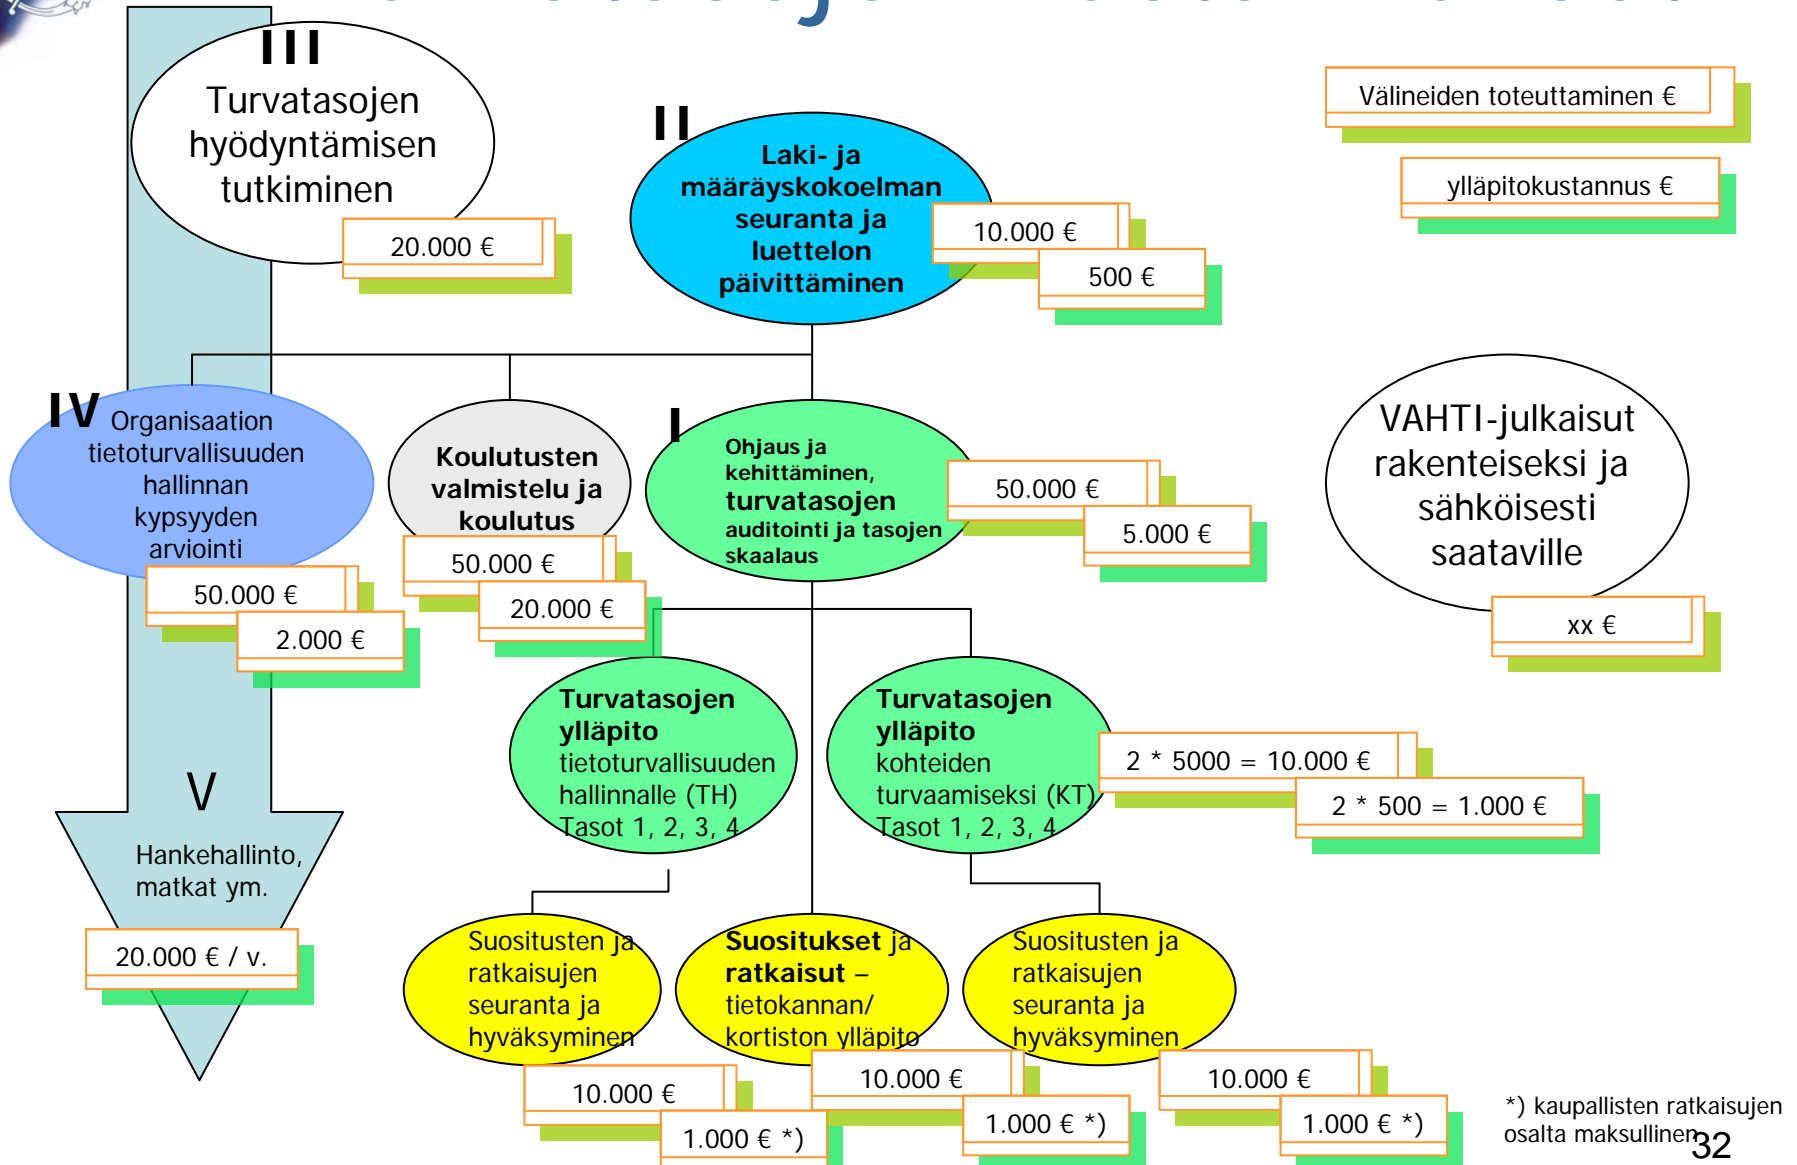 III
Turvatasojen
hyödyntämisen
tutkiminen
20.000 €
II
Laki- ja
määräyskokoelman
seuranta ja
luettelon
päivittäminen
10.000 €
500 €
Välineiden toteuttaminen €
ylläpitokustannus €
IV
Organisaation
tietoturvallisuuden
hallinnan
kypsyyden
arviointi
50.000 €
2.000 €
Koulutusten
valmistelu ja
koulutus
50.000 €
20.000 €
I
Ohjaus ja
kehittäminen,
turvatasojen
auditointi ja tasojen
skaalaus
50.000 €
5.000 €
VAHTI-julkaisut
rakenteiseksi ja
sähköisesti
saataville
xx €
Turvatasojen
ylläpito
tietoturvallisuuden
hallinnalle (TH)
Tasot 1, 2, 3, 4
Turvatasojen
ylläpito
kohteiden
turvaamiseksi (KT)
Tasot 1, 2, 3, 4
2 * 5000 = 10.000 €
2 * 500 = 1.000 €
V
Hankehallinto,
matkat ym.
20.000 € / v.
Suositusten ja
ratkaisujen
seuranta ja
hyväksyminen
10.000 €
1.000 € *)
Suositukset ja
ratkaisut –
tietokannan/
kortiston ylläpito
10.000 €
1.000 € *)
Suositusten ja
ratkaisujen
seuranta ja
hyväksyminen
10.000 €
1.000 € *)
*) kaupallisten ratkaisujen
osalta maksullinen
32